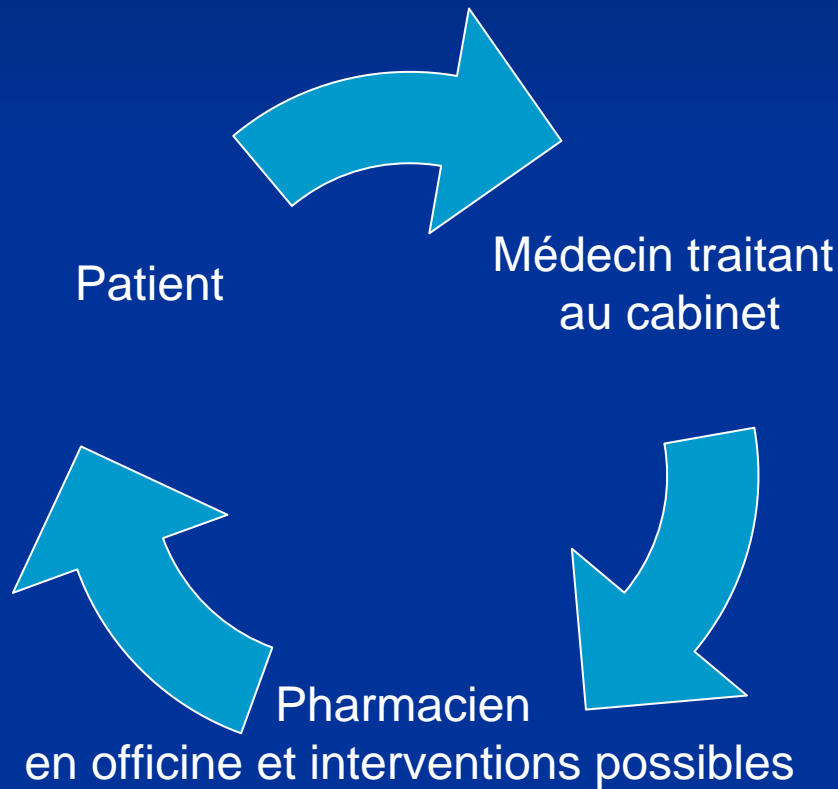 Patient
Médecin traitant
au cabinet
Pharmacien
en officine et interventions possibles